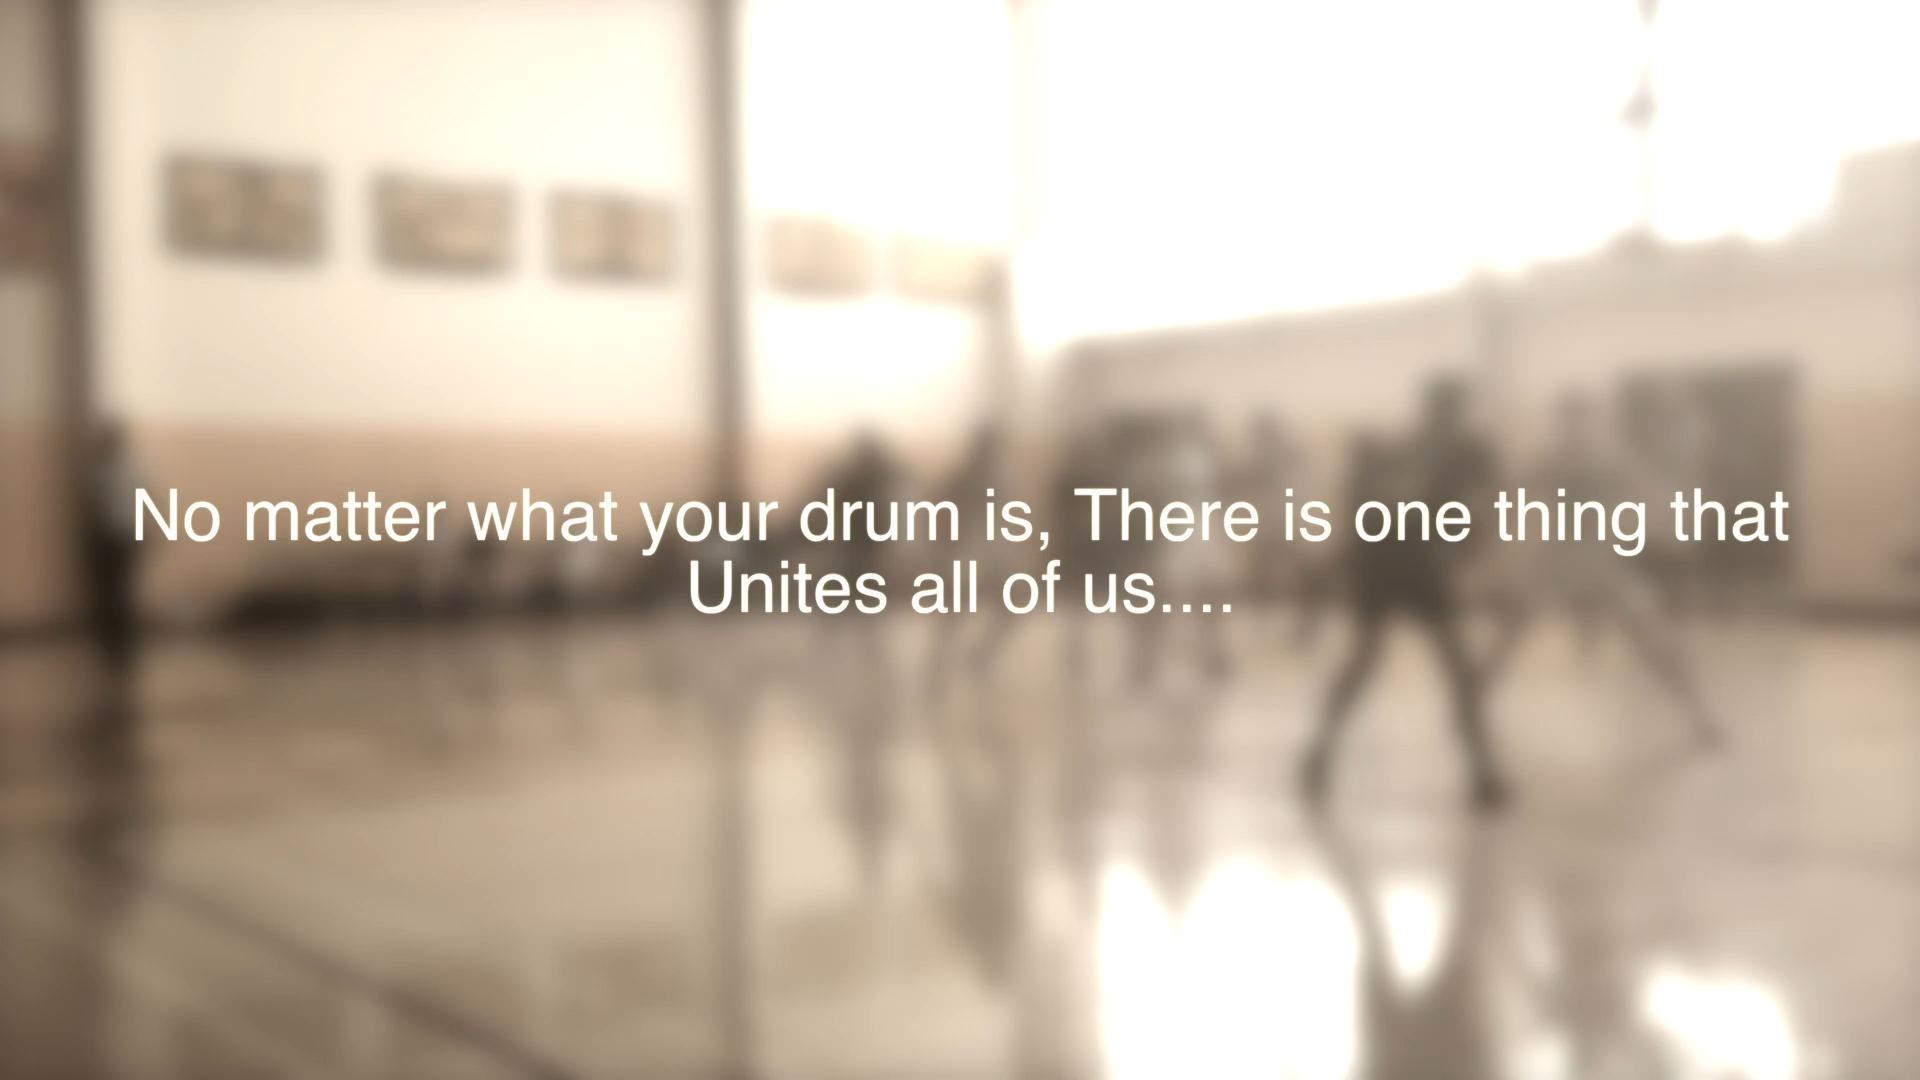 No matter what your drum is, There is one thing that
Unites all of us....